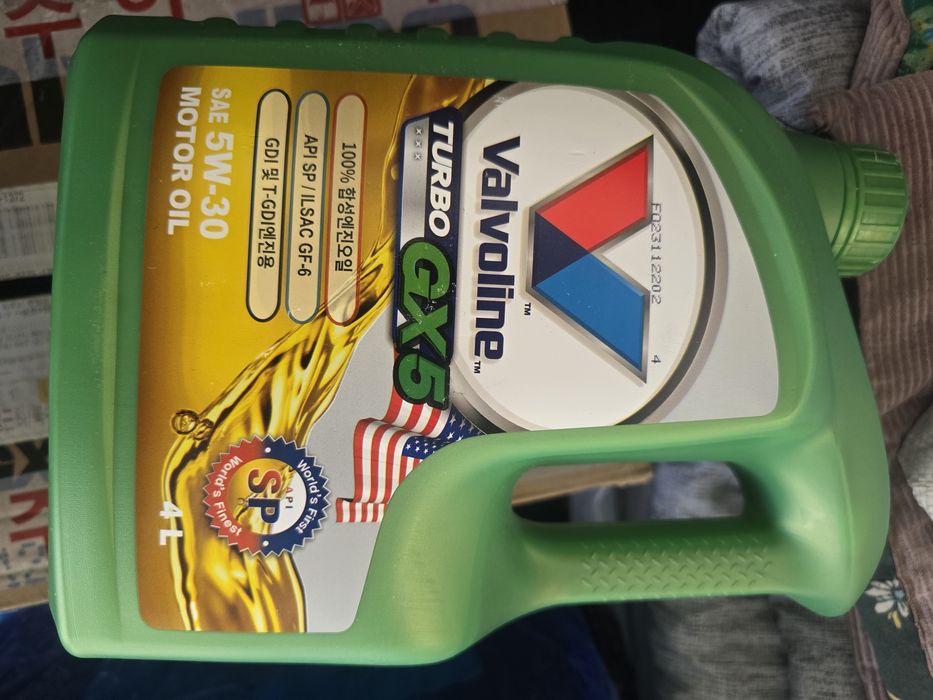 F023112202 4
Valvoline™
TURBO
GX5
100% 합성엔진오일
API SP / ILSAC GF-6
GDI 및 T-GDI엔진용
SAE 5W-30
MOTOR OIL
World's First
API
SP
World's Finest
4 L